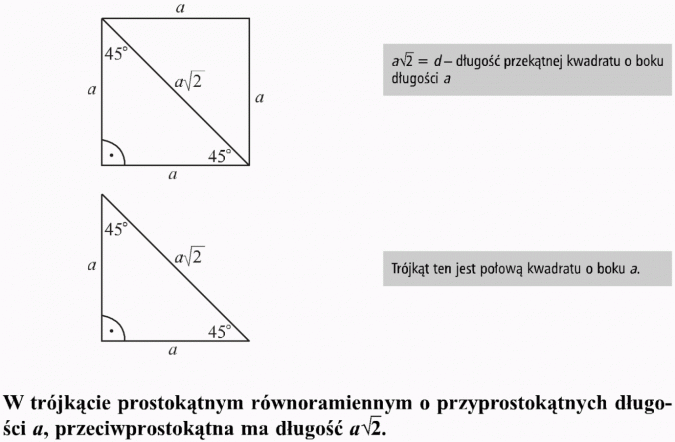 a
45°
a√2
a
a
45°
a
a√2 = d – długość przekątnej kwadratu o boku
długości a
45°
a√2
a
45°
a
Trójkąt ten jest połową kwadratu o boku a.
W trójkącie prostokątnym równoramiennym o przyprostokątnych długo-
ści a, przeciwprostokątna ma długość a√2.